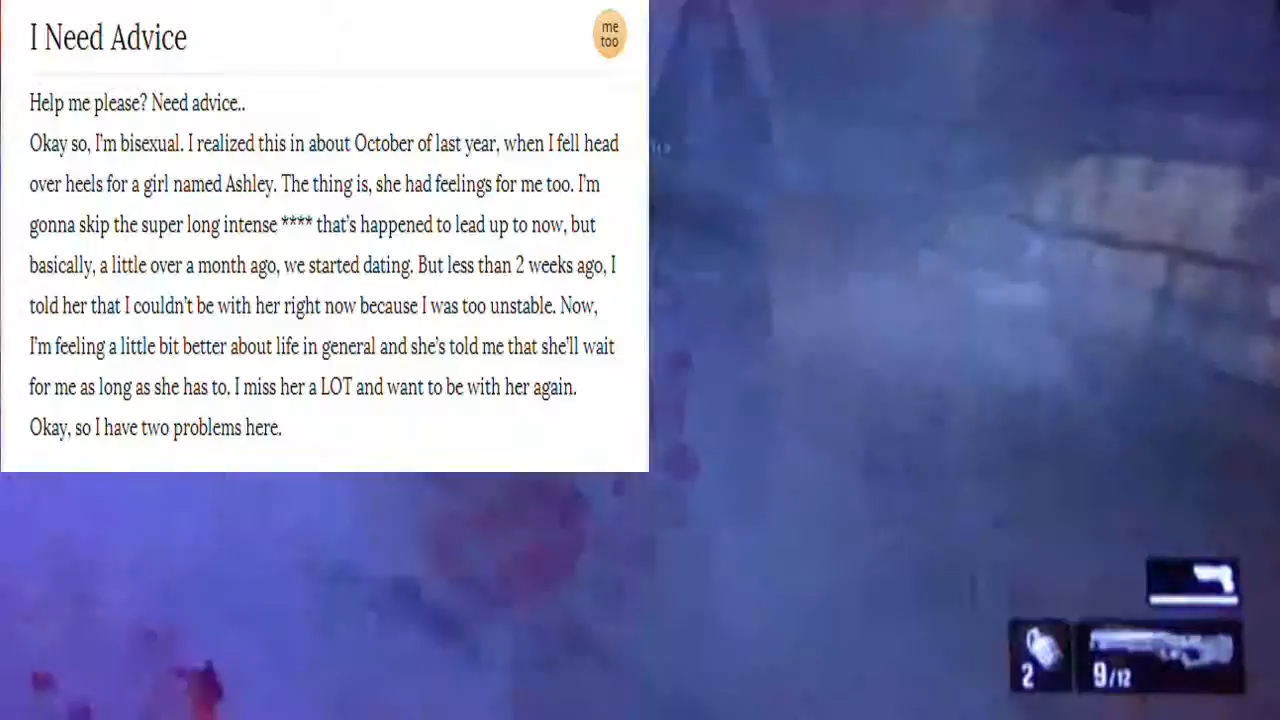 I Need Advice
me
too
Help me please? Need advice..
Okay so, I'm bisexual. I realized this in about October of last year, when I fell head
over heels for a girl named Ashley. The thing is, she had feelings for me too. I'm
gonna skip the super long intense **** that's happened to lead up to now, but
basically, a little over a month ago, we started dating. But less than 2 weeks ago, I
told her that I couldn't be with her right now because I was too unstable. Now,
I'm feeling a little bit better about life in general and she's told me that she'll wait
for me as long as she has to. I miss her a LOT and want to be with her again.
Okay, so I have two problems here.
2
9/12